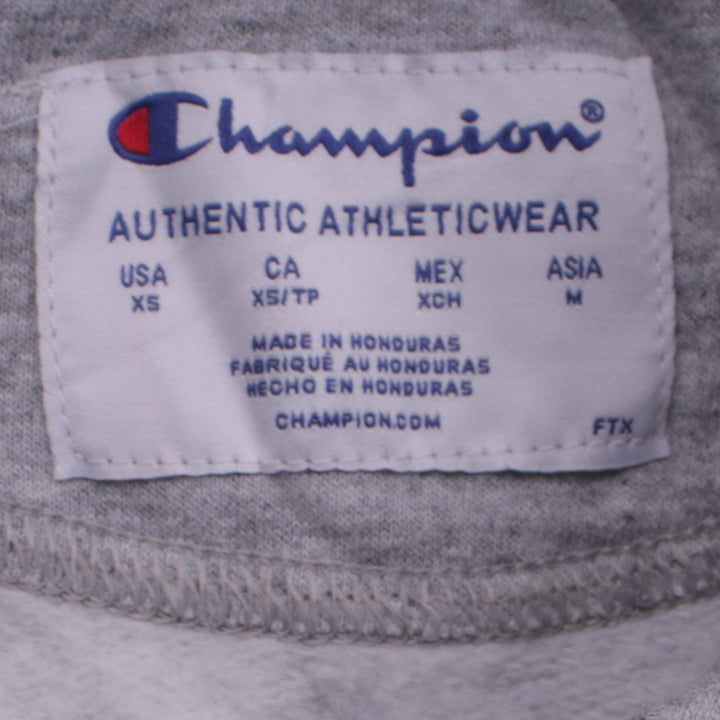 Champion®
AUTHENTIC ATHLETICWEAR
USA CA MEX ASIA
XS XS/TP XCH M
MADE IN HONDURAS
FABRIQUÉ AU HONDURAS
HECHO EN HONDURAS
CHAMPION.COM
FTX